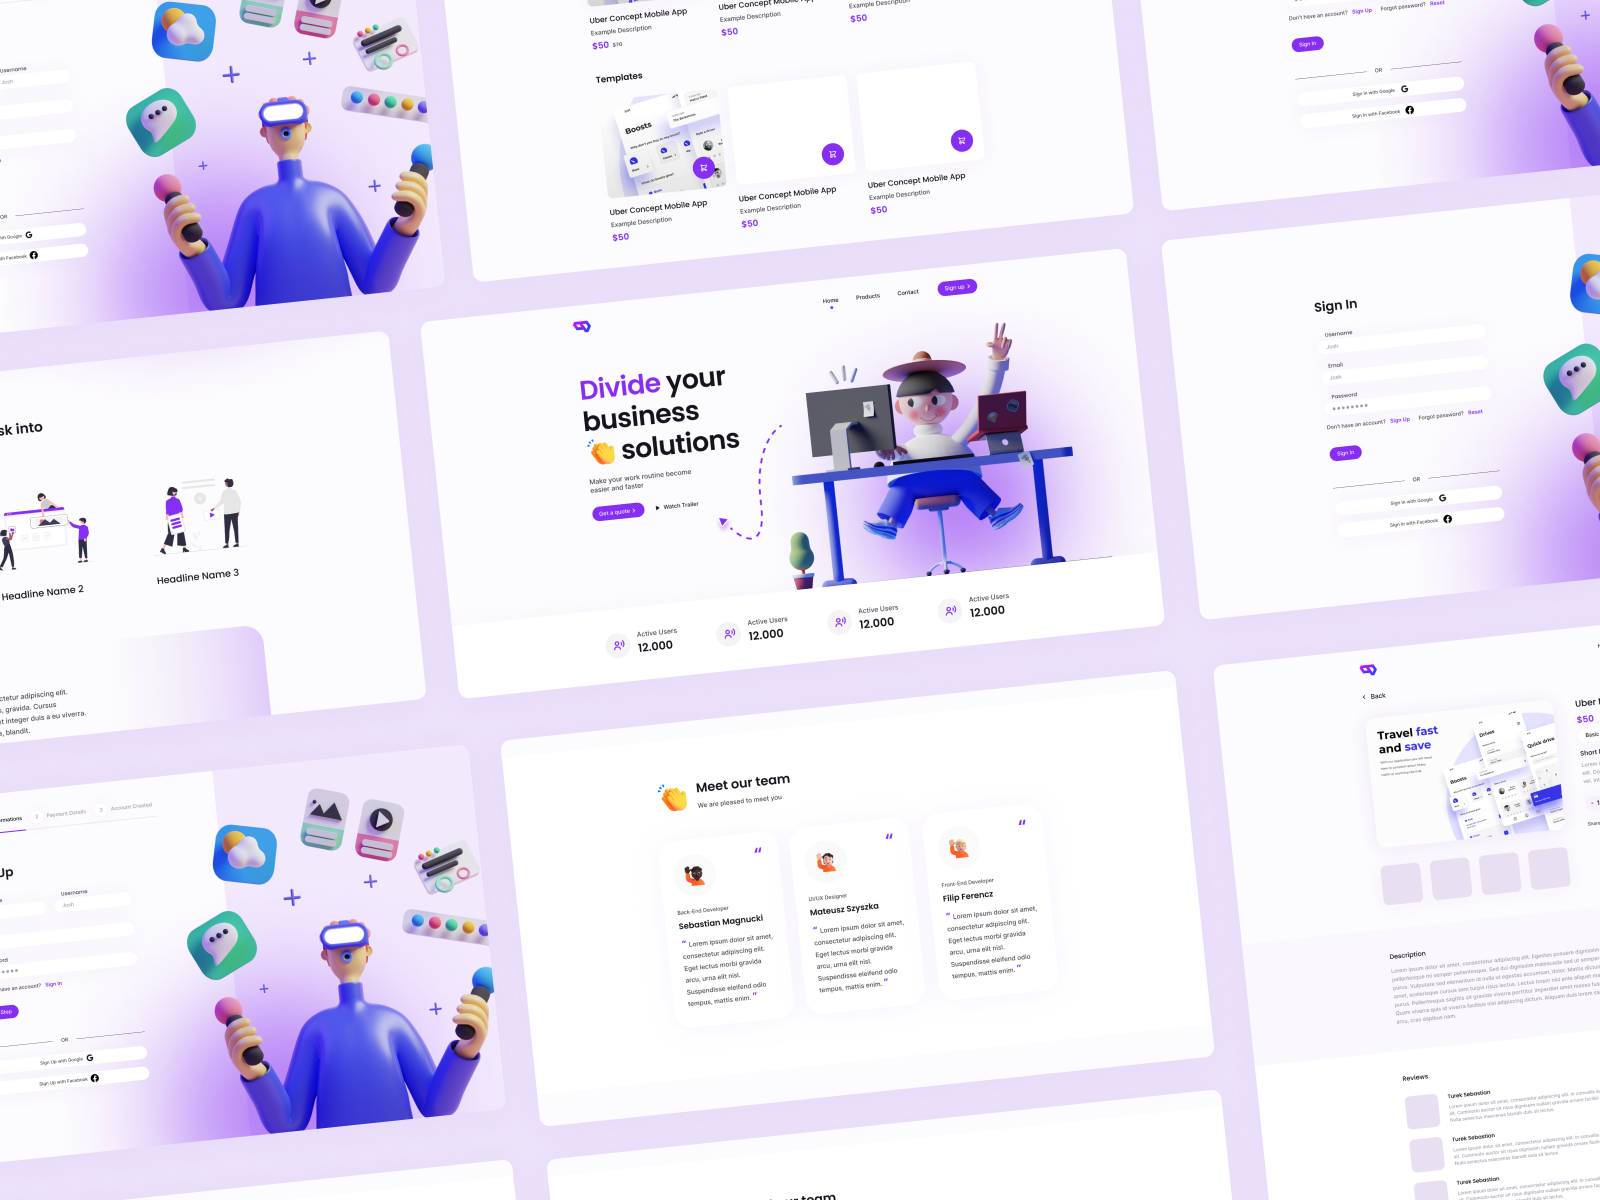 Username
Josh
OR
with Google
with Facebook
Uber Concept Mobile App
Example Description
$50 $70
Uber Concept Mobile App
Example Description
$50
$50
Templates
Boosts
Uber Concept Mobile App
Example Description
$50
Uber Concept Mobile App
Example Description
$50
Uber Concept Mobile App
Example Description
$50
Don't have an account? Sign Up Forgot password? Reset
Sign In
OR
Sign in with Google
Sign In with Facebook
sk into
Headline Name 2
Headline Name 3
ctetur adipiscing elit.
s, gravida. Cursus
t integer duis a eu viverra.
a, blandit.
Home
Products
Contact
Sign up
Divide your
business
solutions
Make your work routine become
easier and faster
Get a quote
Watch Trailer
Active Users
12.000
Active Users
12.000
Active Users
12.000
Active Users
12.000
Sign In
Username
Josh
Email
Josh
Password
Don't have an account? Sign Up Forgot password? Reset
Sign In
OR
Sign in with Google
Sign in with Facebook
rmations
2 Payment Details
3 Account Created
Up
Username
Josh
rd
have an account? Sign In
Step
OR
Sign Up with Google
Sign Up with Facebook
Meet our team
We are pleased to meet you
Back-End Developer
Sebastian Magnucki
“ Lorem ipsum dolor sit amet,
consectetur adipiscing elit.
Eget lectus morbi gravida
arcu, urna elit nisl.
Suspendisse eleifend odio
tempus, mattis enim. ”
UI/UX Designer
Mateusz Szyszka
“ Lorem ipsum dolor sit amet,
consectetur adipiscing elit.
Eget lectus morbi gravida
arcu, urna elit nisl.
Suspendisse eleifend odio
tempus, mattis enim. ”
Front-End Developer
Filip Ferencz
“ Lorem ipsum dolor sit amet,
consectetur adipiscing elit.
Eget lectus morbi gravida
arcu, urna elit nisl.
Suspendisse eleifend odio
tempus, mattis enim. ”
Back
Travel fast
and save
Drives
Quick drive
Boosts
Uber
$50
Basic
Short
Lorem
elit. Do
vel, in
Share
Description
Reviews
Turek Sebastian
Turek Sebastian
Turek Sebastian
team